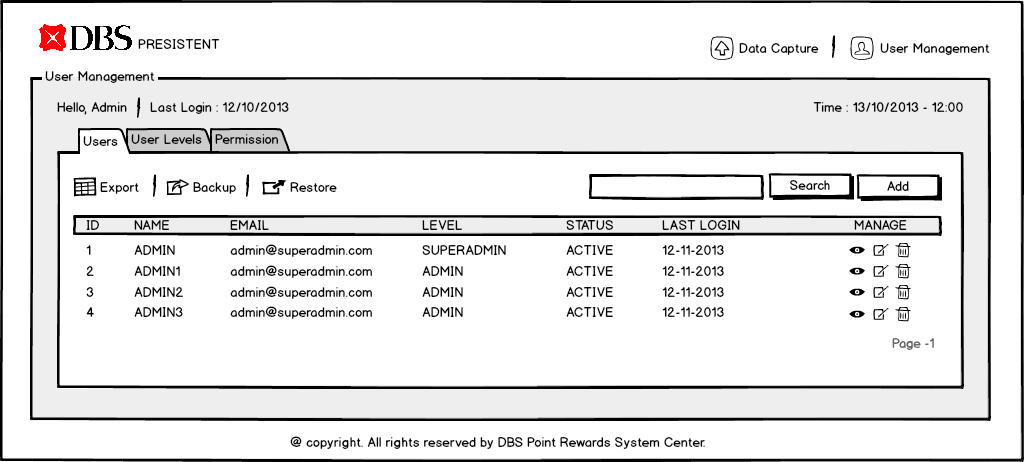 DBS PRESISTENT
Data Capture User Management
User Management
Hello, Admin Last Login : 12/10/2013 Time : 13/10/2013 - 12:00
Users User Levels Permission
Export Backup Restore Search Add
ID NAME EMAIL LEVEL STATUS LAST LOGIN MANAGE
1 ADMIN admin@superadmin.com SUPERADMIN ACTIVE 12-11-2013
2 ADMIN1 admin@superadmin.com ADMIN ACTIVE 12-11-2013
3 ADMIN2 admin@superadmin.com ADMIN ACTIVE 12-11-2013
4 ADMIN3 admin@superadmin.com ADMIN ACTIVE 12-11-2013
Page -1
@ copyright. All rights reserved by DBS Point Rewards System Center.